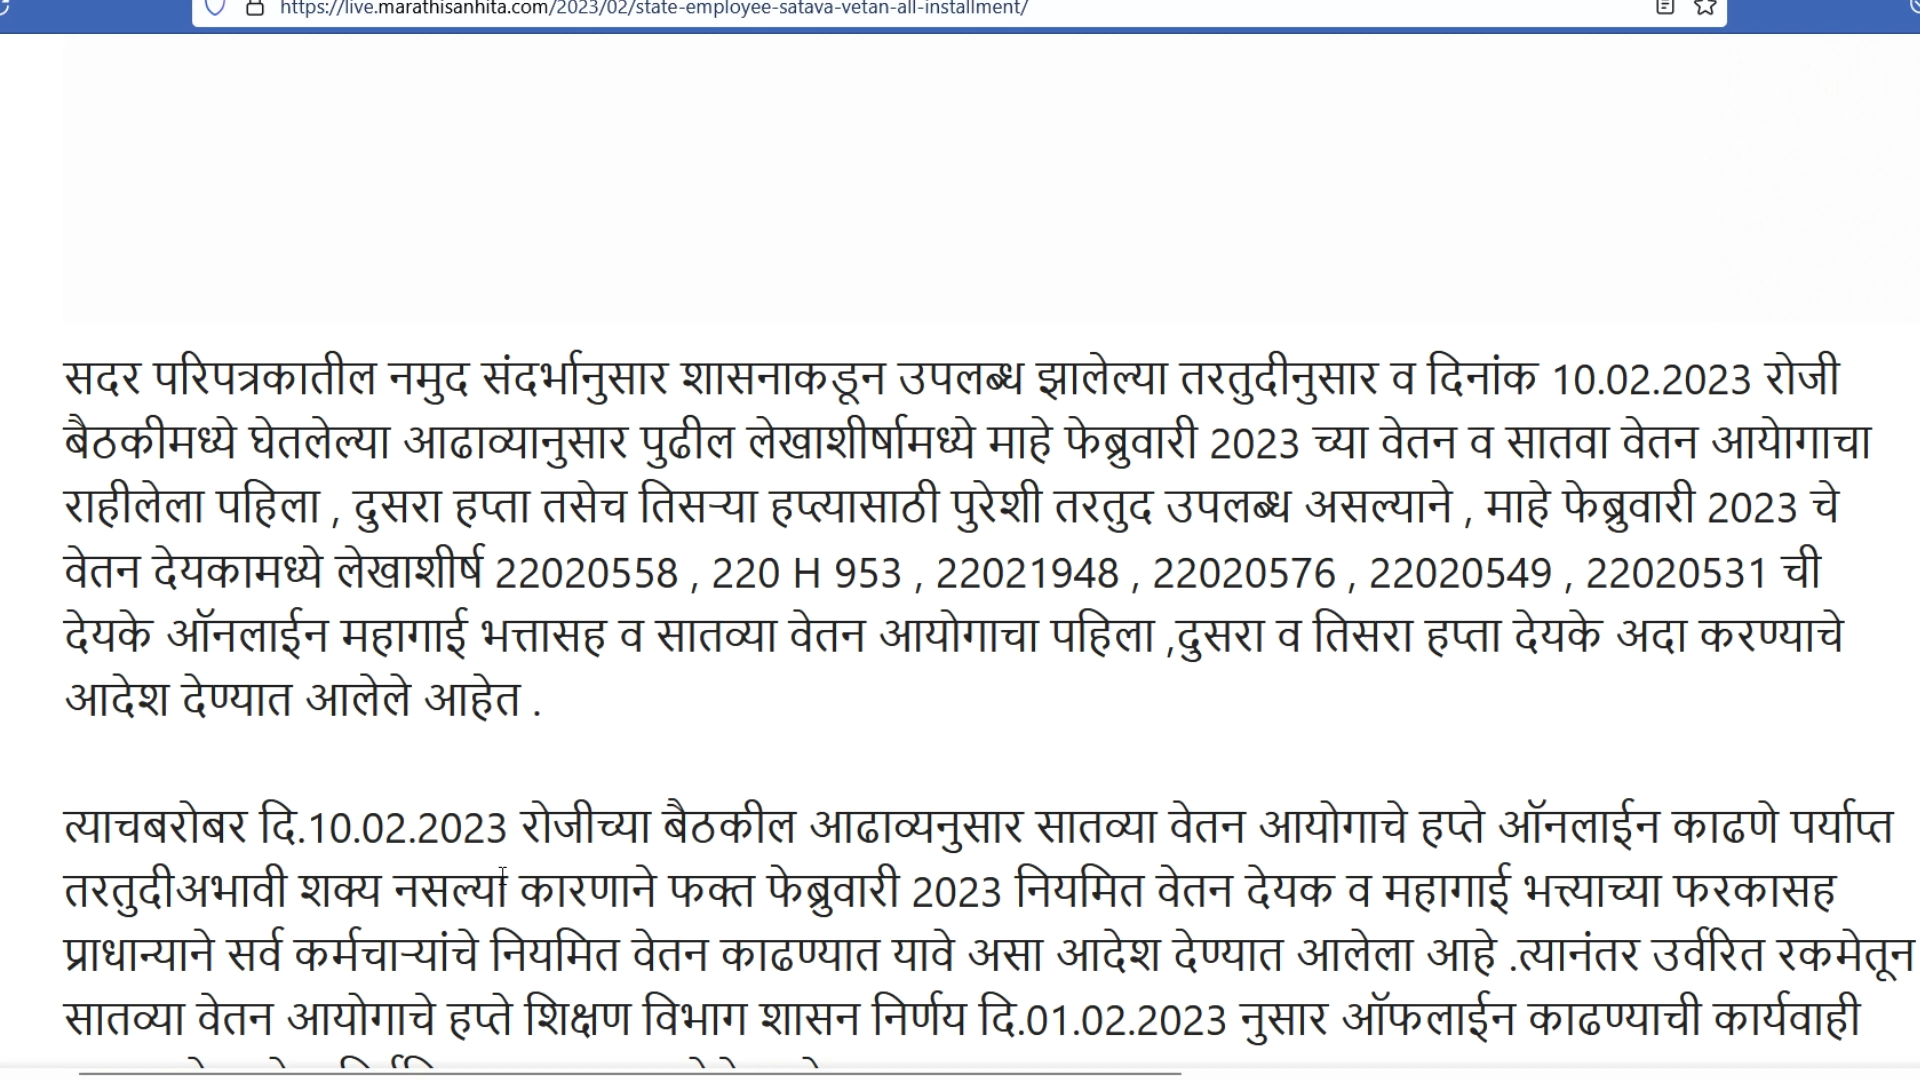 https://live.marathisanhita.com/2023/02/state-employee-satava-vetan-all-installment/
सदर परिपत्रकातील नमुद संदर्भानुसार शासनाकडून उपलब्ध झालेल्या तरतुदीनुसार व दिनांक 10.02.2023 रोजी
बैठकीमध्ये घेतलेल्या आढाव्यानुसार पुढील लेखाशीर्षामध्ये माहे फेब्रुवारी 2023 च्या वेतन व सातवा वेतन आयेागाचा
राहीलेला पहिला , दुसरा हप्ता तसेच तिसऱ्या हप्त्यासाठी पुरेशी तरतुद उपलब्ध असल्याने , माहे फेब्रुवारी 2023 चे
वेतन देयकामध्ये लेखाशीर्ष 22020558 , 220 H 953 , 22021948 , 22020576 , 22020549 , 22020531 ची
देयके ऑनलाईन महागाई भत्तासह व सातव्या वेतन आयोगाचा पहिला ,दुसरा व तिसरा हप्ता देयके अदा करण्याचे
आदेश देण्यात आलेले आहेत .
त्याचबरोबर दि.10.02.2023 रोजीच्या बैठकील आढाव्यनुसार सातव्या वेतन आयोगाचे हप्ते ऑनलाईन काढणे पर्याप्त
तरतुदीअभावी शक्य नसल्या कारणाने फक्त फेब्रुवारी 2023 नियमित वेतन देयक व महागाई भत्त्याच्या फरकासह
प्राधान्याने सर्व कर्मचाऱ्यांचे नियमित वेतन काढण्यात यावे असा आदेश देण्यात आलेला आहे .त्यानंतर उर्वरित रकमेतून
सातव्या वेतन आयोगाचे हप्ते शिक्षण विभाग शासन निर्णय दि.01.02.2023 नुसार ऑफलाईन काढण्याची कार्यवाही